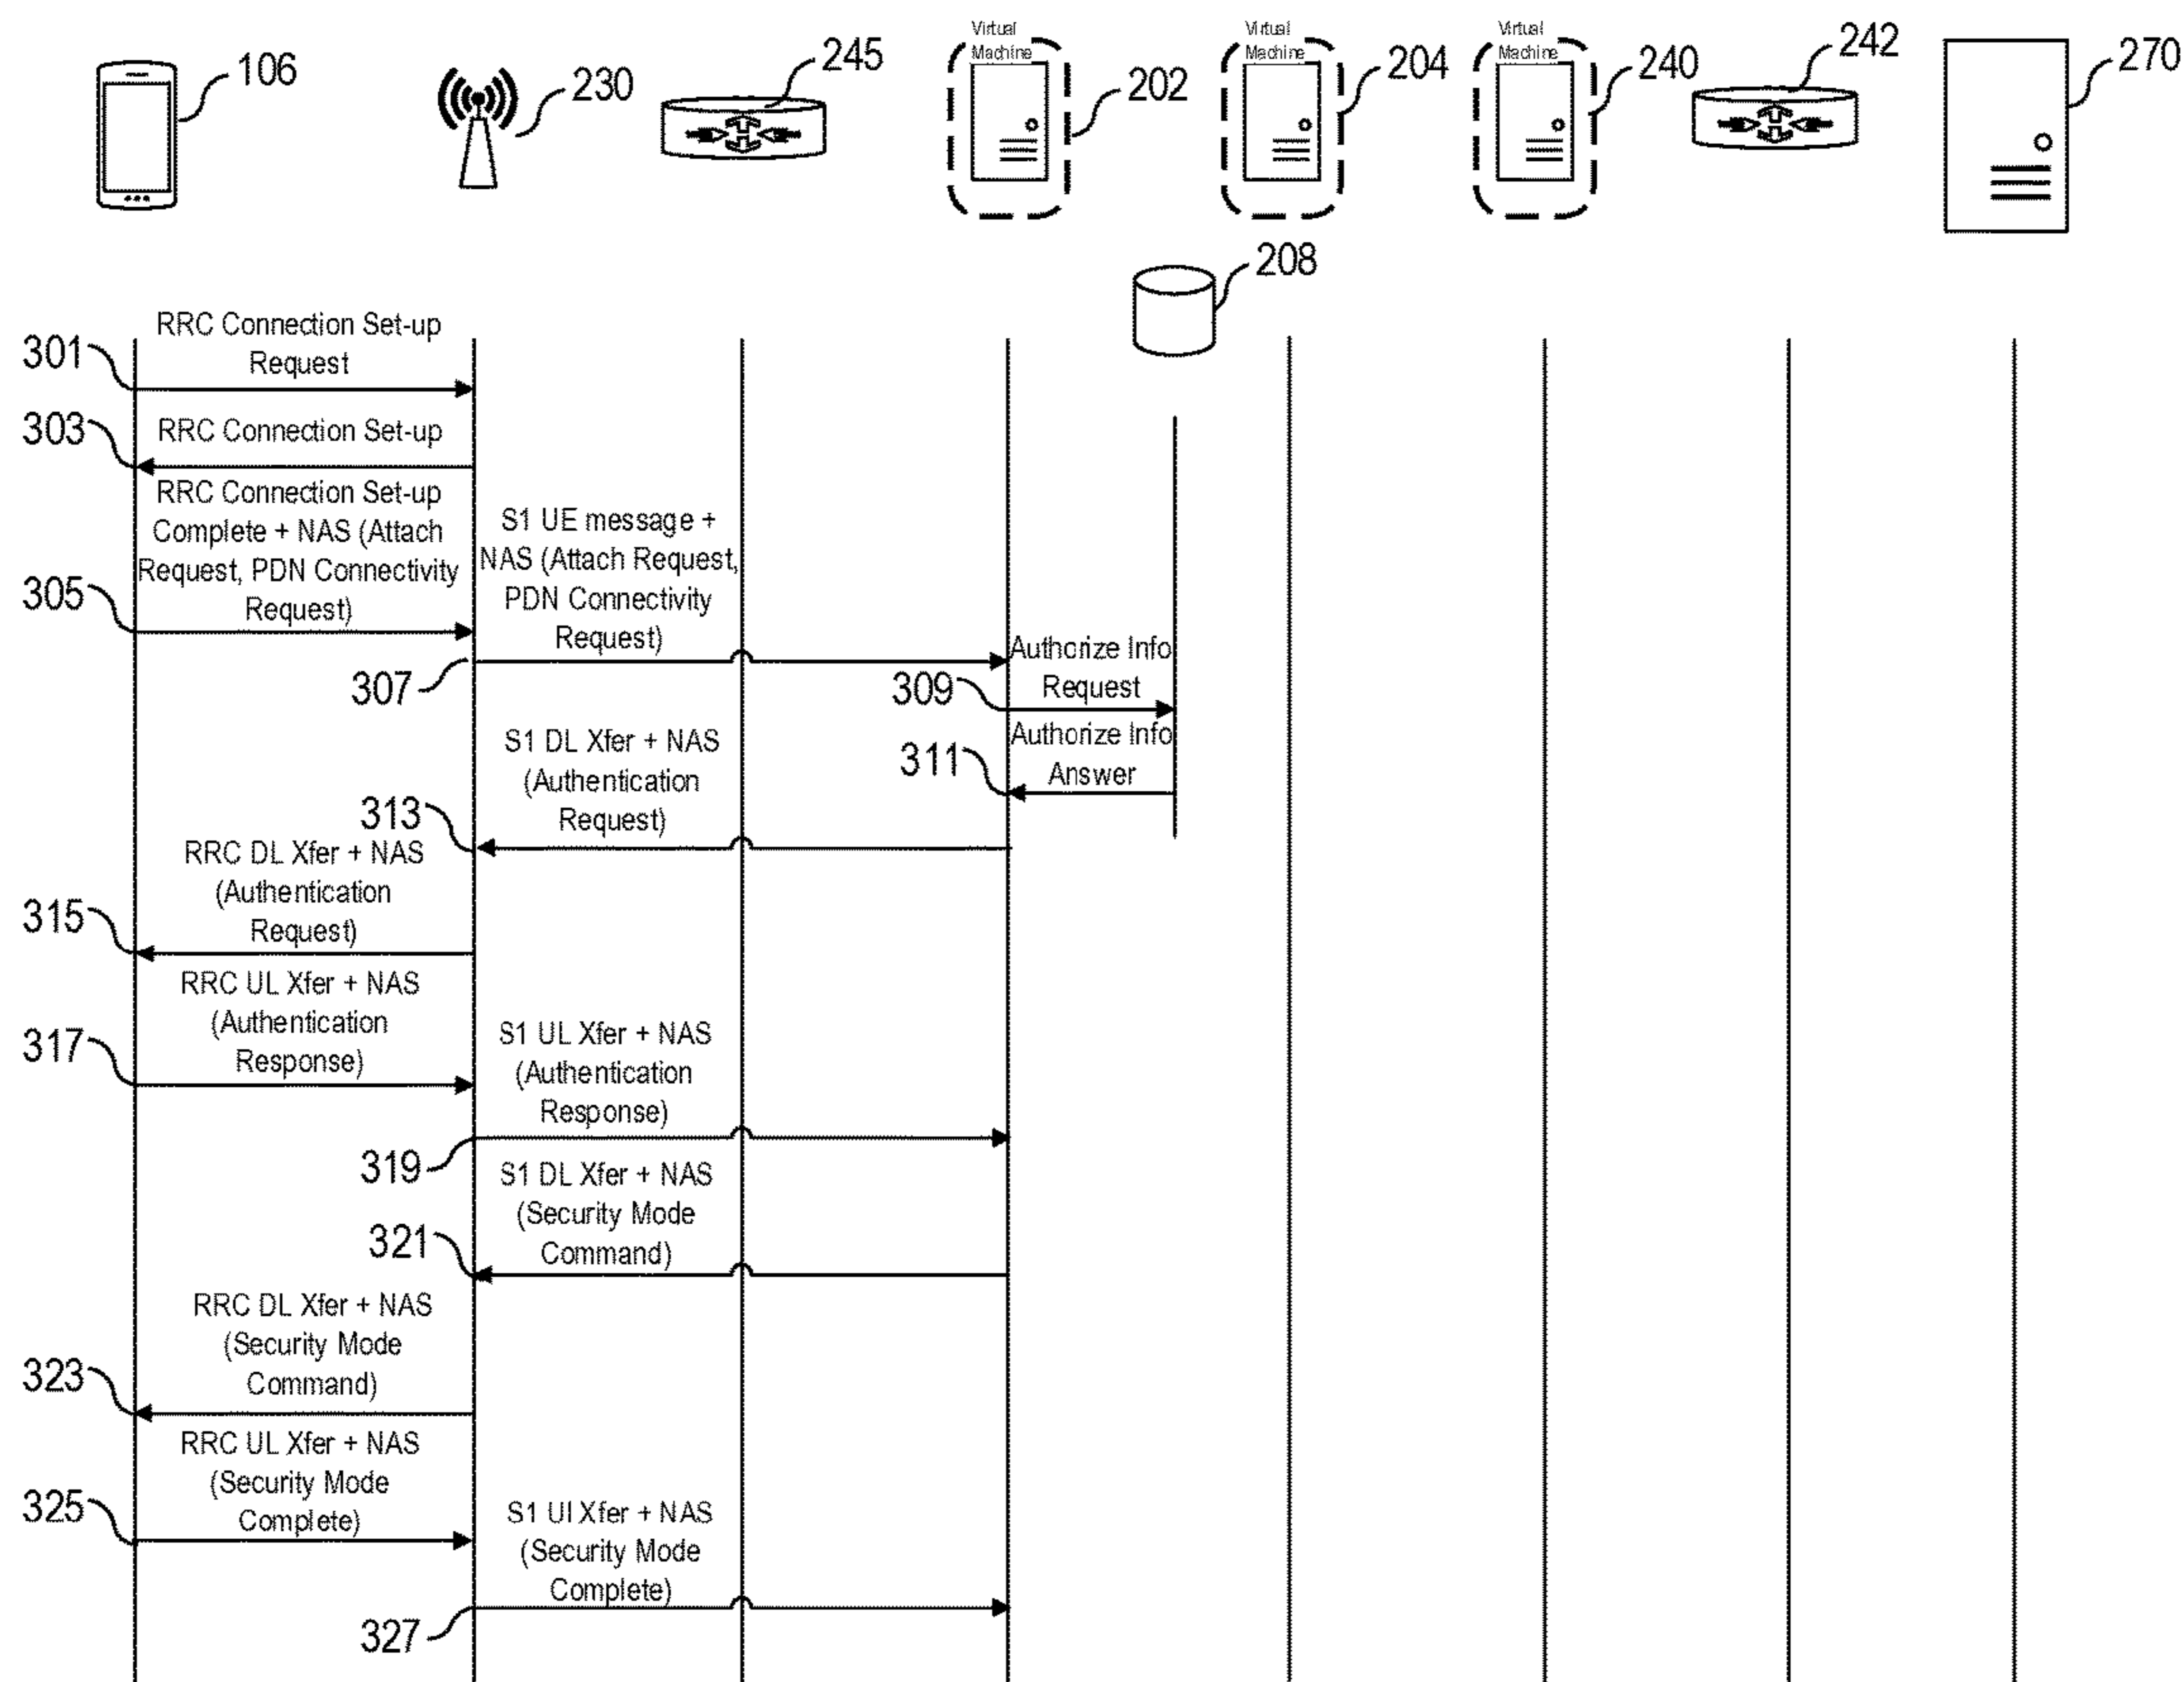 Virtual
Machine
Virtual
Machine
Virtual
Machine
106
230
245
202
204
240
242
270
208
RRC Connection Set-up
Request
301
303
RRC Connection Set-up
RRC Connection Set-up
Complete + NAS (Attach
Request, PDN Connectivity
Request)
305
S1 UE message +
NAS (Attach Request,
PDN Connectivity
Request)
307
Authorize Info
Request
309
Authorize Info
Answer
311
S1 DL Xfer + NAS
(Authentication
Request)
313
RRC DL Xfer + NAS
(Authentication
Request)
315
RRC UL Xfer + NAS
(Authentication
Response)
317
S1 UL Xfer + NAS
(Authentication
Response)
319
S1 DL Xfer + NAS
(Security Mode
Command)
321
RRC DL Xfer + NAS
(Security Mode
Command)
323
RRC UL Xfer + NAS
(Security Mode
Complete)
325
S1 Ul Xfer + NAS
(Security Mode
Complete)
327